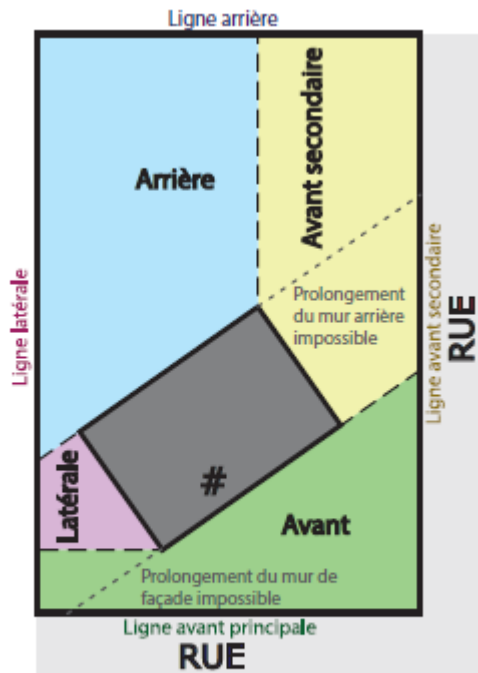 Ligne arrière
Avant secondaire
Arrière
Ligne latérale
Prolongement
du mur arrière
impossible
Ligne avant secondaire
RUE
Latérale
#
Avant
Prolongement du mur de
façade impossible
Ligne avant principale
RUE